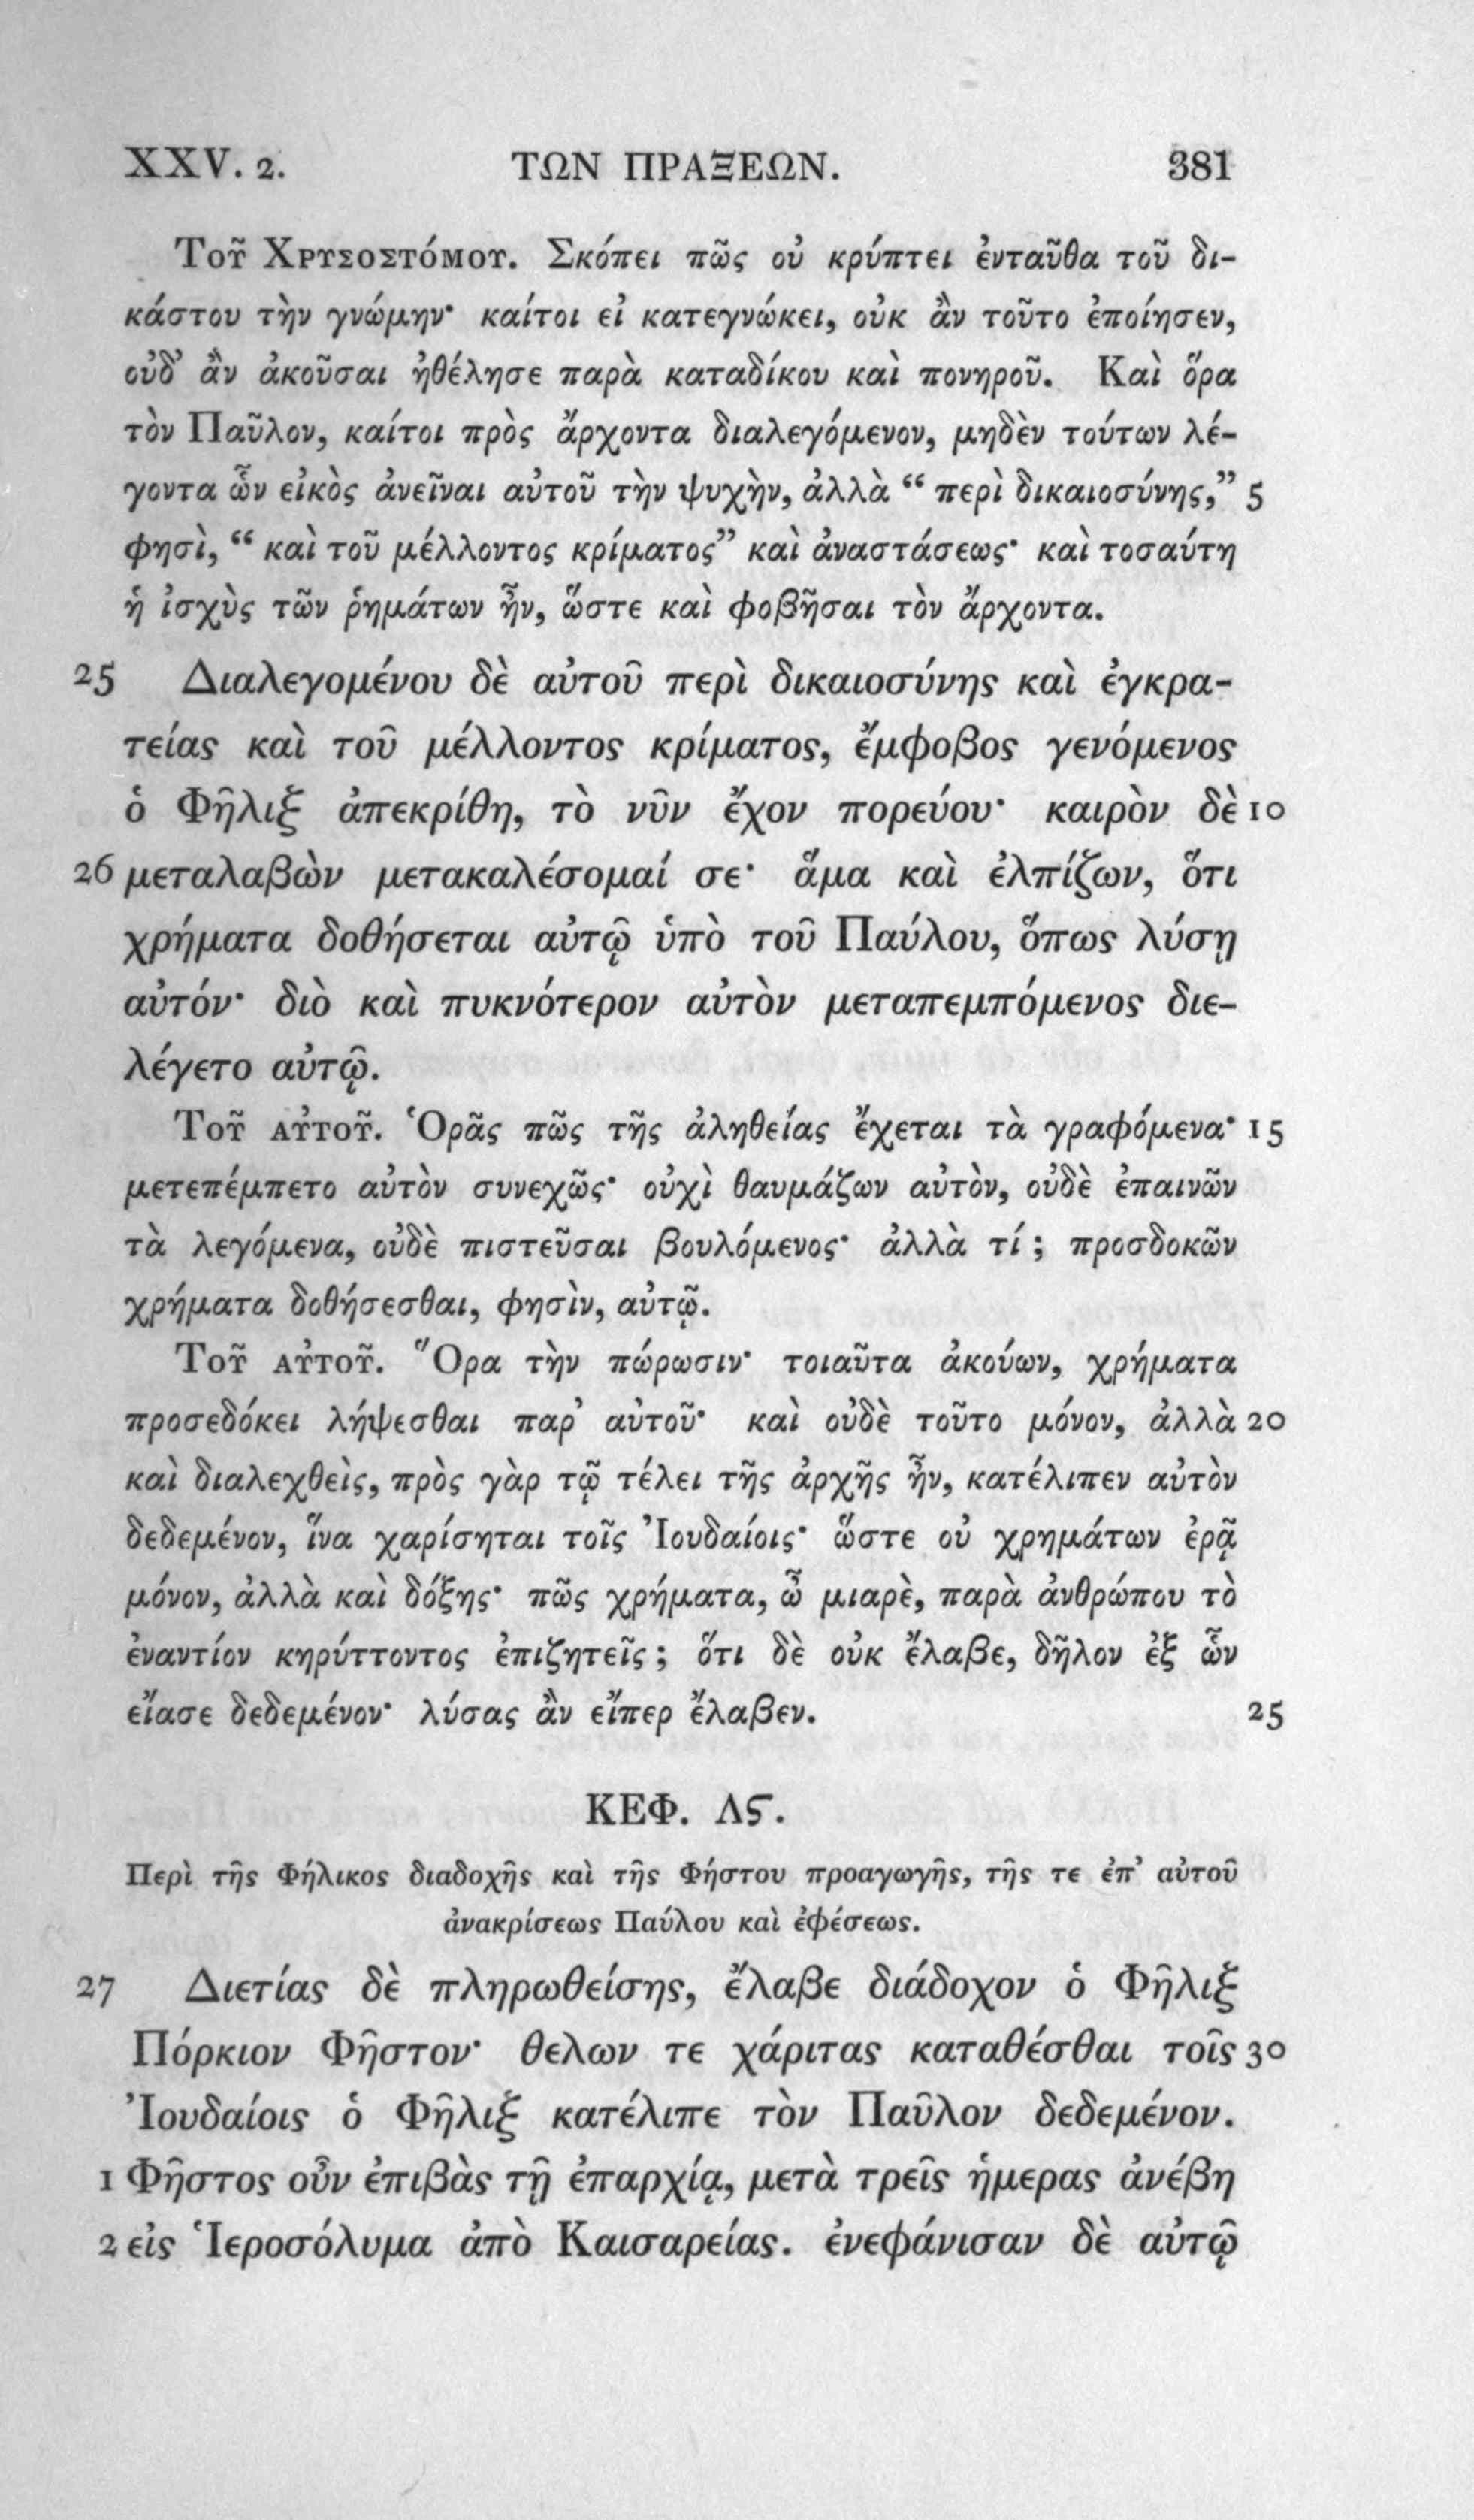 XXV. 2. ΤΩΝ ΠΡΑΞΕΩΝ. 381
Τοῦ Χρυσοστόμου. Σκόπει πῶς οὐ κρύπτει ἐνταῦθα τοῦ δι-
κάστου τὴν γνώμην· καίτοι εἰ κατεγνώκει, οὐκ ἂν τοῦτο ἐποίησεν,
οὐδ’ ἂν ἀκοῦσαι ἠθέλησε παρὰ καταδίκου καὶ πονηροῦ. Καὶ ὅρα
τὸν Παῦλον, καίτοι πρὸς ἄρχοντα διαλεγόμενον, μηδὲν τούτων λέ-
γοντα ὧν εἰκὸς ἀνεῖναι αὐτοῦ τὴν ψυχὴν, ἀλλὰ “ περὶ δικαιοσύνης,” 5
φησὶ, “ καὶ τοῦ μέλλοντος κρίματος” καὶ ἀναστάσεως· καὶ τοσαύτη
ἡ ἰσχὺς τῶν ῥημάτων ἦν, ὥστε καὶ φοβῆσαι τὸν ἄρχοντα.
25 Διαλεγομένου δὲ αὐτοῦ περὶ δικαιοσύνης καὶ ἐγκρα-
τείας καὶ τοῦ μέλλοντος κρίματος, ἔμφοβος γενόμενος
ὁ Φῆλιξ ἀπεκρίθη, τὸ νῦν ἔχον πορεύου· καιρὸν δὲ 10
26 μεταλαβὼν μετακαλέσομαί σε· ἅμα καὶ ἐλπίζων, ὅτι
χρήματα δοθήσεται αὐτῷ ὑπὸ τοῦ Παύλου, ὅπως λύσῃ
αὐτόν· διὸ καὶ πυκνότερον αὐτὸν μεταπεμπόμενος διε-
λέγετο αὐτῷ.
Τοῦ αὐτοῦ. Ὁρᾶς πῶς τῆς ἀληθείας ἔχεται τὰ γραφόμενα· 15
μετεπέμπετο αὐτὸν συνεχῶς· οὐχὶ θαυμάζων αὐτὸν, οὐδὲ ἐπαινῶν
τὰ λεγόμενα, οὐδὲ πιστεῦσαι βουλόμενος· ἀλλὰ τί ; προσδοκῶν
χρήματα δοθήσεσθαι, φησὶν, αὐτῷ.
Τοῦ αὐτοῦ. Ὅρα τὴν πώρωσιν· τοιαῦτα ἀκούων, χρήματα
προσεδόκει λήψεσθαι παρ’ αὐτοῦ· καὶ οὐδὲ τοῦτο μόνον, ἀλλὰ 20
καὶ διαλεχθεὶς, πρὸς γὰρ τῷ τέλει τῆς ἀρχῆς ἦν, κατέλιπεν αὐτὸν
δεδεμένον, ἵνα χαρίσηται τοῖς Ἰουδαίοις· ὥστε οὐ χρημάτων ἐρᾷ
μόνον, ἀλλὰ καὶ δόξης· πῶς χρήματα, ὦ μιαρὲ, παρὰ ἀνθρώπου τὸ
ἐναντίον κηρύττοντος ἐπιζητεῖς ; ὅτι δὲ οὐκ ἔλαβε, δῆλον ἐξ ὧν
εἴασε δεδεμένον· λύσας ἂν εἴπερ ἔλαβεν. 25
ΚΕΦ. Λϛ.
Περὶ τῆς Φήλικος διαδοχῆς καὶ τῆς Φήστου προαγωγῆς, τῆς τε ἐπ’ αὐτοῦ
ἀνακρίσεως Παύλου καὶ ἐφέσεως.
27 Διετίας δὲ πληρωθείσης, ἔλαβε διάδοχον ὁ Φῆλιξ
Πόρκιον Φῆστον· θελων τε χάριτας καταθέσθαι τοῖς 30
Ἰουδαίοις ὁ Φῆλιξ κατέλιπε τὸν Παῦλον δεδεμένον.
1 Φῆστος οὖν ἐπιβὰς τῇ ἐπαρχίᾳ, μετὰ τρεῖς ἡμερας ἀνέβη
2 εἰς Ἱεροσόλυμα ἀπὸ Καισαρείας. ἐνεφάνισαν δὲ αὐτῷ